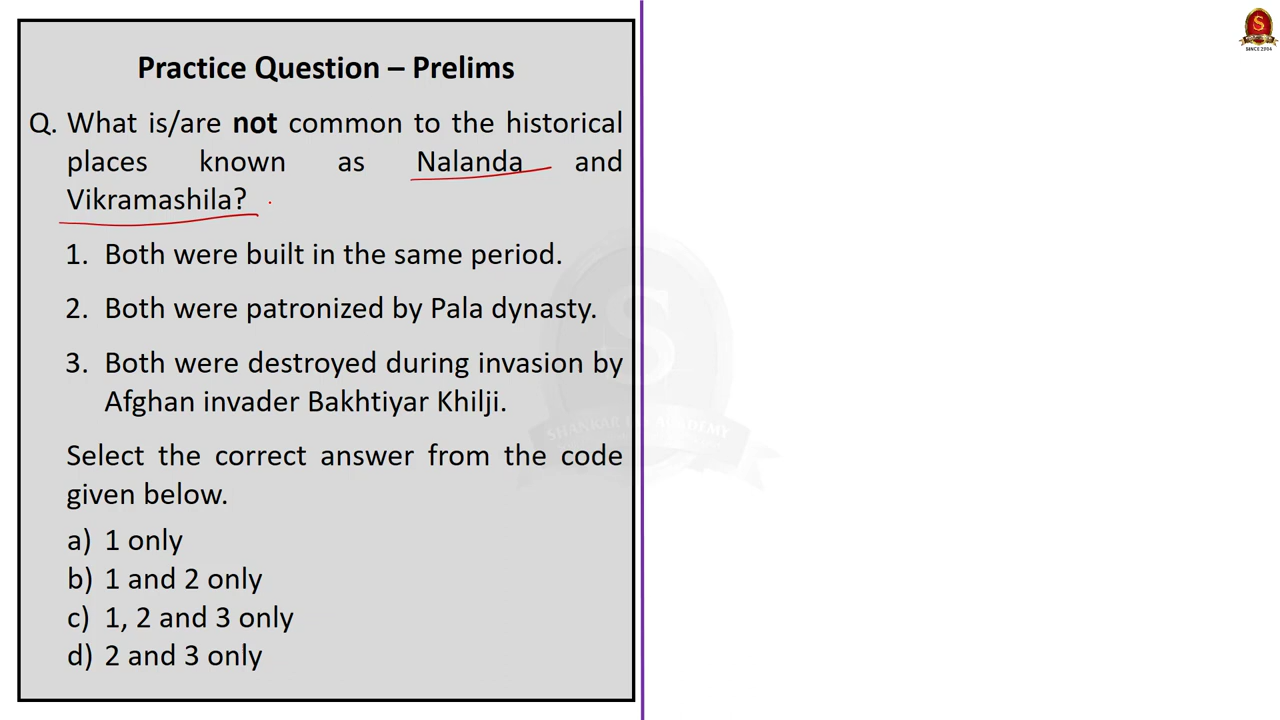 Practice Question – Prelims
Q. What is/are not common to the historical
places known as Nalanda and
Vikramashila?
1. Both were built in the same period.
2. Both were patronized by Pala dynasty.
3. Both were destroyed during invasion by
Afghan invader Bakhtiyar Khilji.
Select the correct answer from the code
given below.
a) 1 only
b) 1 and 2 only
c) 1, 2 and 3 only
d) 2 and 3 only
S
SINCE 2004
S